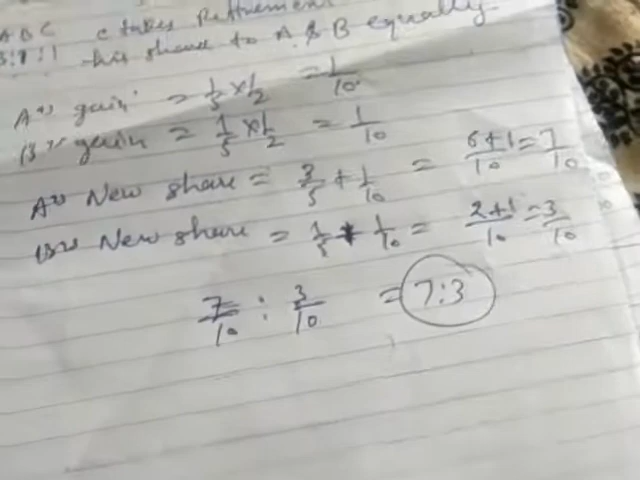 A B C C takes Retirement
3:1:1 his share to A & B equally
A's gain = 1/5 × 1/2 = 1/10
B's gain = 1/5 × 1/2 = 1/10
A's New share = 3/5 + 1/10 = 6+1/10 = 7/10
B's New share = 1/5 + 1/10 = 2+1/10 = 3/10
7/10 : 3/10 = 7:3